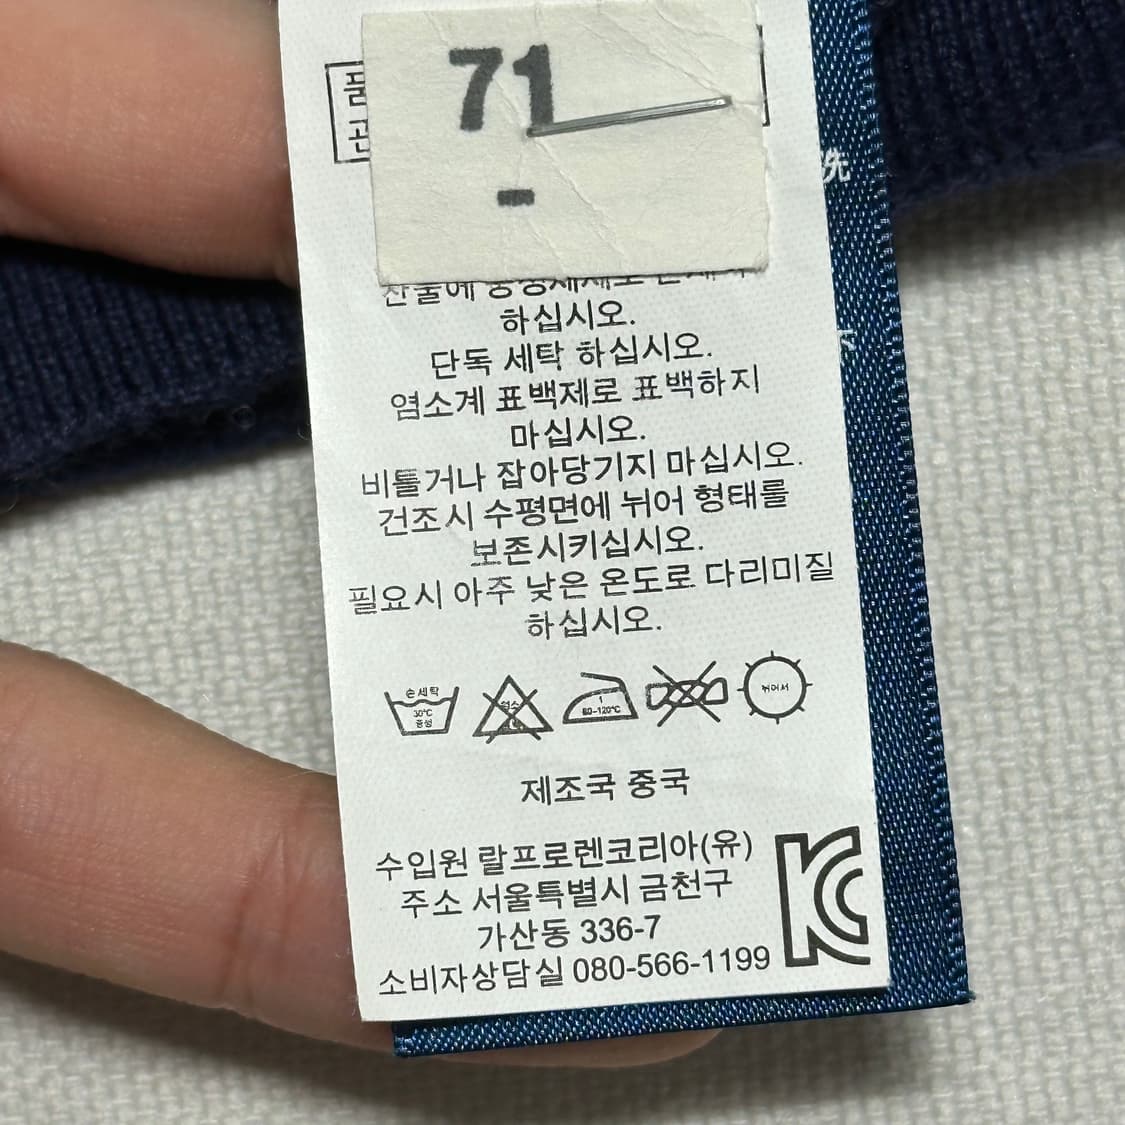 71
-
하십시오.
단독 세탁 하십시오.
염소계 표백제로 표백하지
마십시오.
비틀거나 잡아당기지 마십시오.
건조시 수평면에 뉘어 형태를
보존시키십시오.
필요시 아주 낮은 온도로 다리미질
하십시오.
손세탁
30℃
중성
1
80-120℃
뉘어서
제조국 중국
수입원 랄프로렌코리아(유)
주소 서울특별시 금천구
가산동 336-7
소비자상담실 080-566-1199
KC
洗